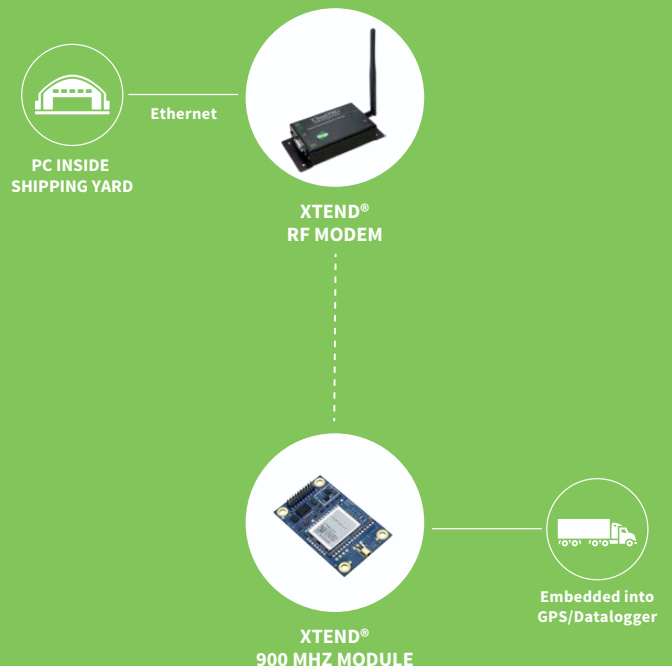 Ethernet
PC INSIDE
SHIPPING YARD
XTEND®
RF MODEM
XTEND®
900 MHZ MODULE
Embedded into
GPS/Datalogger